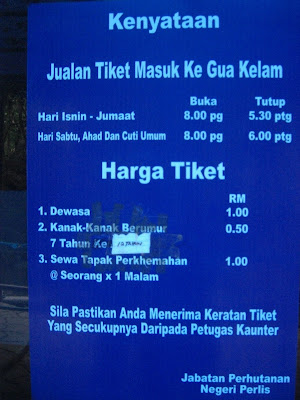 Kenyataan
Jualan Tiket Masuk Ke Gua Kelam
Buka Tutup
Hari Isnin - Jumaat 8.00 pg 5.30 ptg
Hari Sabtu, Ahad Dan Cuti Umum 8.00 pg 6.00 ptg
Harga Tiket
RM
1. Dewasa 1.00
2. Kanak-Kanak Berumur 0.50
7 Tahun Ke
3. Sewa Tapak Perkhemahan 1.00
@ Seorang x 1 Malam
Sila Pastikan Anda Menerima Keratan Tiket
Yang Secukupnya Daripada Petugas Kaunter
Jabatan Perhutanan
Negeri Perlis